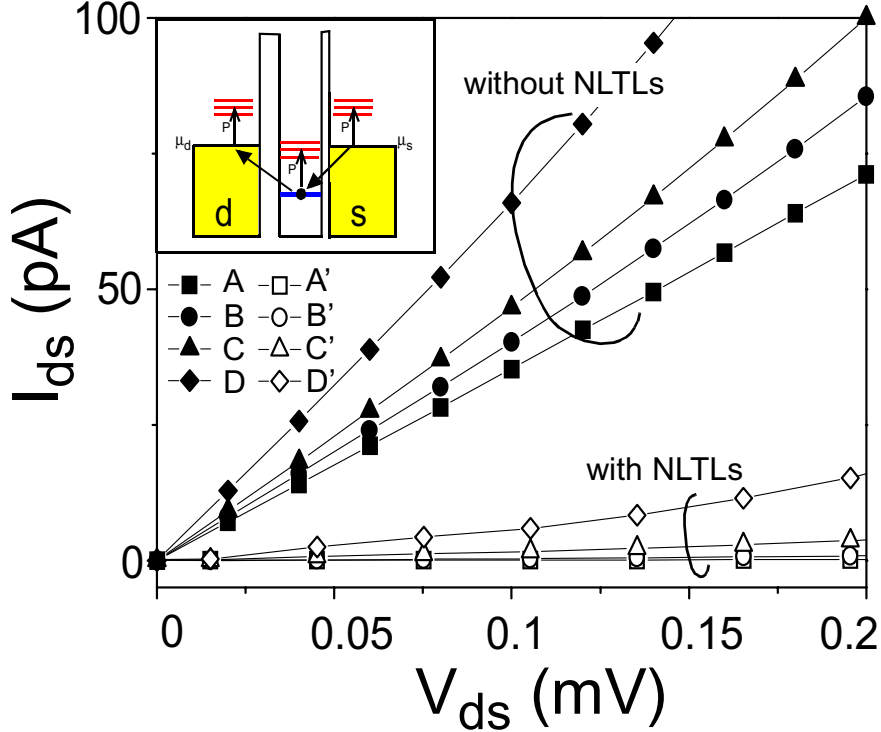 100
50
0
I_ds (pA)
μ_d
μ_s
P
P
P
d
s
without NLTLs
A A'
B B'
C C'
D D'
with NLTLs
0 0.05 0.1 0.15 0.2
V_ds (mV)